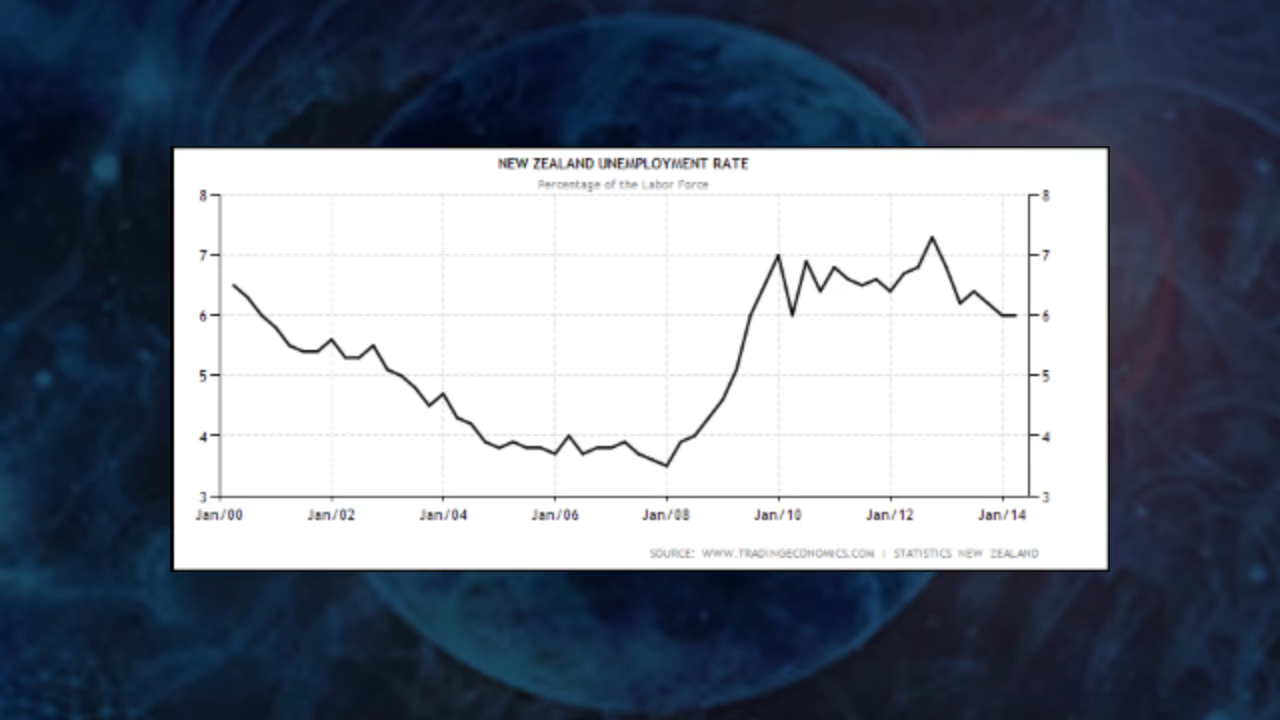 NEW ZEALAND UNEMPLOYMENT RATE
Percentage of the Labor Force
8 8
7 7
6 6
5 5
4 4
3 3
Jan/00 Jan/02 Jan/04 Jan/06 Jan/08 Jan/10 Jan/12 Jan/14
SOURCE: WWW.TRADINGECONOMICS.COM | STATISTICS NEW ZEALAND